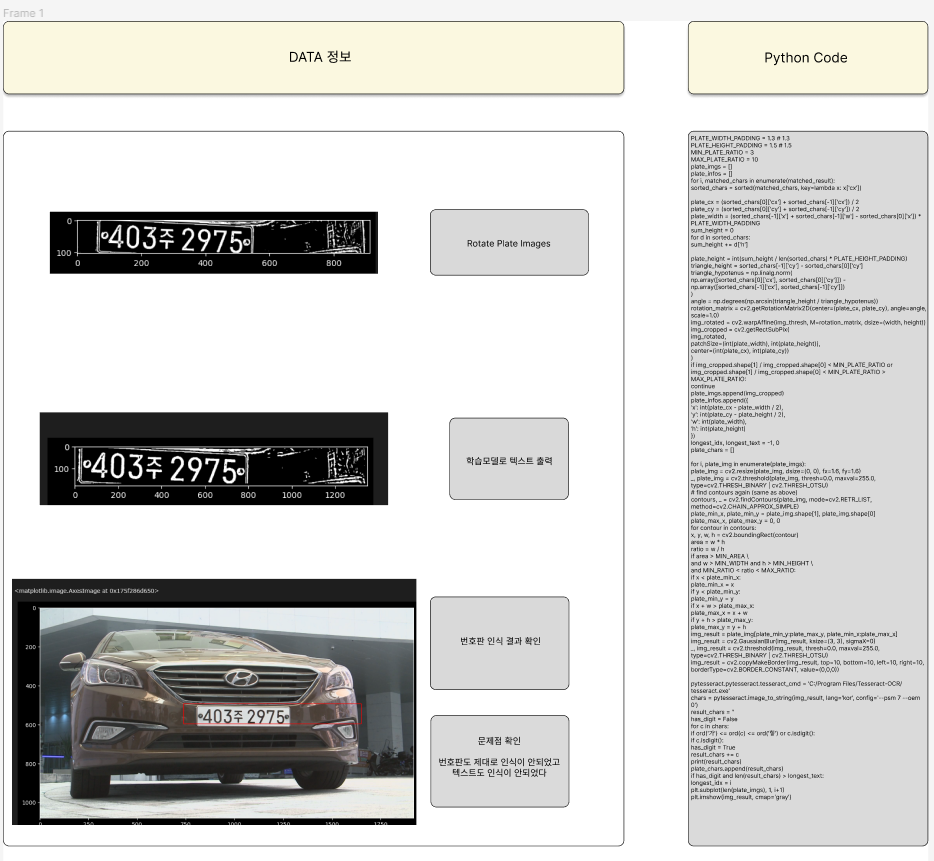 Frame 1
DATA 정보
Python Code
403주 2975
0
100
0
200
400
600
800
Rotate Plate Images
403주 2975
0
100
0
200
400
600
800
1000
1200
학습모델로 텍스트 출력
<matplotlib.image.AxesImage at 0x175f286d650>
0
200
400
600
800
1000
0
250
500
750
1000
1250
1500
1750
403주 2975
번호판 인식 결과 확인
문제점 확인
번호판도 제대로 인식이 안되었고
텍스트도 인식이 안되었다
PLATE_WIDTH_PADDING = 1.3 # 1.3
PLATE_HEIGHT_PADDING = 1.5 # 1.5
MIN_PLATE_RATIO = 3
MAX_PLATE_RATIO = 10
plate_imgs = []
plate_infos = []
for i, matched_chars in enumerate(matched_result):
sorted_chars = sorted(matched_chars, key=lambda x: x['cx'])
plate_cx = (sorted_chars[0]['cx'] + sorted_chars[-1]['cx']) / 2
plate_cy = (sorted_chars[0]['cy'] + sorted_chars[-1]['cy']) / 2
plate_width = (sorted_chars[-1]['x'] + sorted_chars[-1]['w'] - sorted_chars[0]['x']) *
PLATE_WIDTH_PADDING
sum_height = 0
for d in sorted_chars:
sum_height += d['h']
plate_height = int(sum_height / len(sorted_chars) * PLATE_HEIGHT_PADDING)
triangle_height = sorted_chars[-1]['cy'] - sorted_chars[0]['cy']
triangle_hypotenus = np.linalg.norm(
np.array([sorted_chars[0]['cx'], sorted_chars[0]['cy']]) -
np.array([sorted_chars[-1]['cx'], sorted_chars[-1]['cy']])
)
angle = np.degrees(np.arcsin(triangle_height / triangle_hypotenus))
rotation_matrix = cv2.getRotationMatrix2D(center=(plate_cx, plate_cy), angle=angle,
scale=1.0)
img_rotated = cv2.warpAffine(img_thresh, M=rotation_matrix, dsize=(width, height))
img_cropped = cv2.getRectSubPix(
img_rotated,
patchSize=(int(plate_width), int(plate_height)),
center=(int(plate_cx), int(plate_cy))
)
if img_cropped.shape[1] / img_cropped.shape[0] < MIN_PLATE_RATIO or
img_cropped.shape[1] / img_cropped.shape[0] < MIN_PLATE_RATIO >
MAX_PLATE_RATIO:
continue
plate_imgs.append(img_cropped)
plate_infos.append({
'x': int(plate_cx - plate_width / 2),
'y': int(plate_cy - plate_height / 2),
'w': int(plate_width),
'h': int(plate_height)
})
longest_idx, longest_text = -1, 0
plate_chars = []
for i, plate_img in enumerate(plate_imgs):
plate_img = cv2.resize(plate_img, dsize=(0, 0), fx=1.6, fy=1.6)
_, plate_img = cv2.threshold(plate_img, thresh=0.0, maxval=255.0,
type=cv2.THRESH_BINARY | cv2.THRESH_OTSU)
# find contours again (same as above)
contours, _ = cv2.findContours(plate_img, mode=cv2.RETR_LIST,
method=cv2.CHAIN_APPROX_SIMPLE)
plate_min_x, plate_min_y = plate_img.shape[1], plate_img.shape[0]
plate_max_x, plate_max_y = 0, 0
for contour in contours:
x, y, w, h = cv2.boundingRect(contour)
area = w * h
ratio = w / h
if area > MIN_AREA \
and w > MIN_WIDTH and h > MIN_HEIGHT \
and MIN_RATIO < ratio < MAX_RATIO:
if x < plate_min_x:
plate_min_x = x
if y < plate_min_y:
plate_min_y = y
if x + w > plate_max_x:
plate_max_x = x + w
if y + h > plate_max_y:
plate_max_y = y + h
img_result = plate_img[plate_min_y:plate_max_y, plate_min_x:plate_max_x]
img_result = cv2.GaussianBlur(img_result, ksize=(3, 3), sigmaX=0)
_, img_result = cv2.threshold(img_result, thresh=0.0, maxval=255.0,
type=cv2.THRESH_BINARY | cv2.THRESH_OTSU)
img_result = cv2.copyMakeBorder(img_result, top=10, bottom=10, left=10, right=10,
borderType=cv2.BORDER_CONSTANT, value=(0,0,0))
pytesseract.pytesseract.tesseract_cmd = 'C:/Program Files/Tesseract-OCR/
tesseract.exe'
chars = pytesseract.image_to_string(img_result, lang='kor', config='--psm 7 --oem
0')
result_chars = ''
has_digit = False
for c in chars:
if ord('가') <= ord(c) <= ord('힣') or c.isdigit():
if c.isdigit():
has_digit = True
result_chars += c
print(result_chars)
plate_chars.append(result_chars)
if has_digit and len(result_chars) > longest_text:
longest_idx = i
plt.subplot(len(plate_imgs), 1, i+1)
plt.imshow(img_result, cmap='gray')